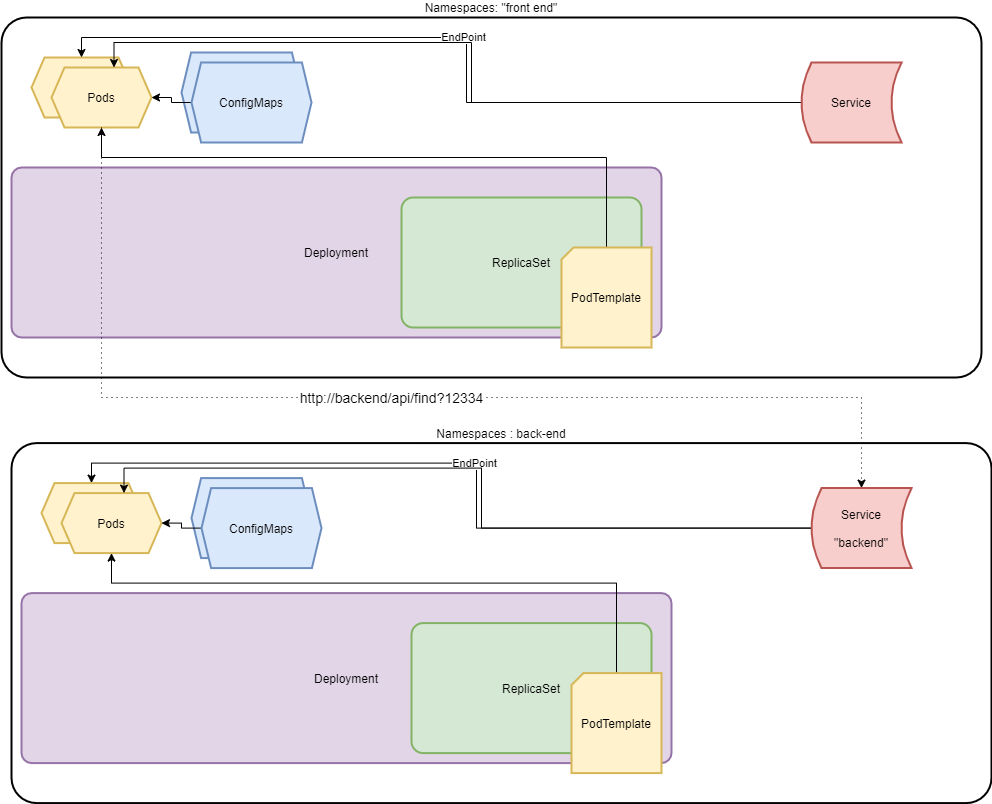 Namespaces: "front end"
EndPoint
Pods
ConfigMaps
Service
Deployment
ReplicaSet
PodTemplate
http://backend/api/find?12334
Namespaces : back-end
EndPoint
Pods
ConfigMaps
Service
"backend"
Deployment
ReplicaSet
PodTemplate